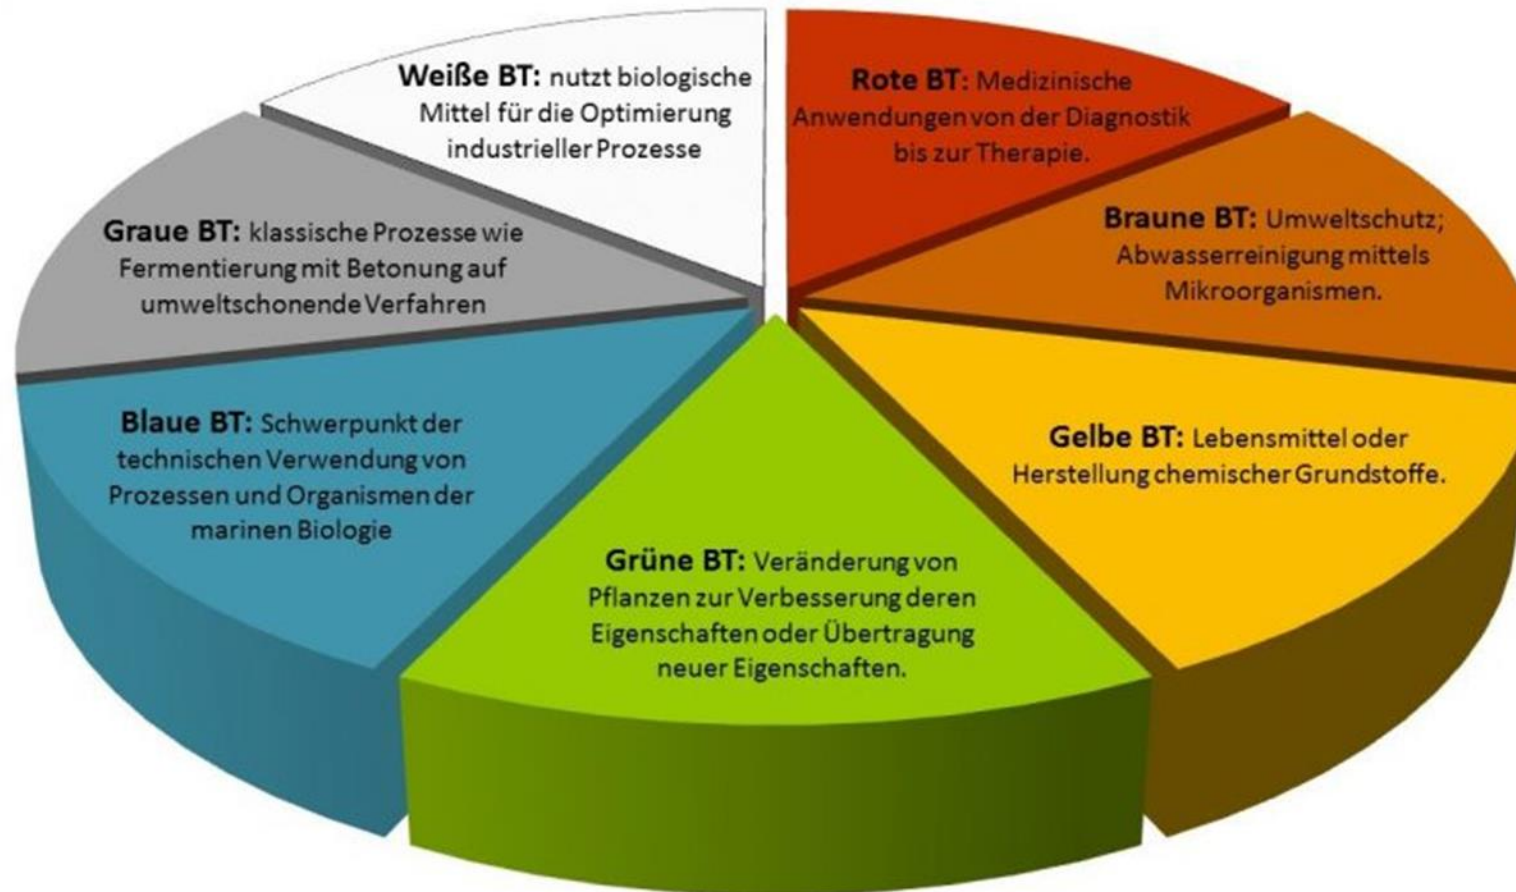 Weiße BT: nutzt biologische
Mittel für die Optimierung
industrieller Prozesse
Rote BT: Medizinische
Anwendungen von der Diagnostik
bis zur Therapie.
Graue BT: klassische Prozesse wie
Fermentierung mit Betonung auf
umweltschonende Verfahren
Braune BT: Umweltschutz;
Abwasserreinigung mittels
Mikroorganismen.
Blaue BT: Schwerpunkt der
technischen Verwendung von
Prozessen und Organismen der
marinen Biologie
Gelbe BT: Lebensmittel oder
Herstellung chemischer Grundstoffe.
Grüne BT: Veränderung von
Pflanzen zur Verbesserung deren
Eigenschaften oder Übertragung
neuer Eigenschaften.